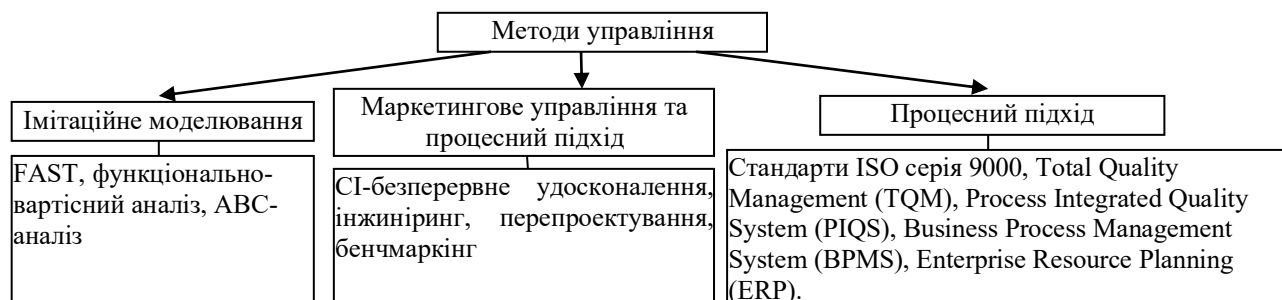 Методи управління
Імітаційне моделювання
Маркетингове управління та
процесний підхід
Процесний підхід
FAST, функціонально-
вартісний аналіз, АВС-
аналіз
СІ-безперервне удосконалення,
інжиніринг, перепроектування,
бенчмаркінг
Стандарти ISO серія 9000, Total Quality
Management (TQM), Process Integrated Quality
System (PIQS), Business Process Management
System (BPMS), Enterprise Resource Planning
(ERP).